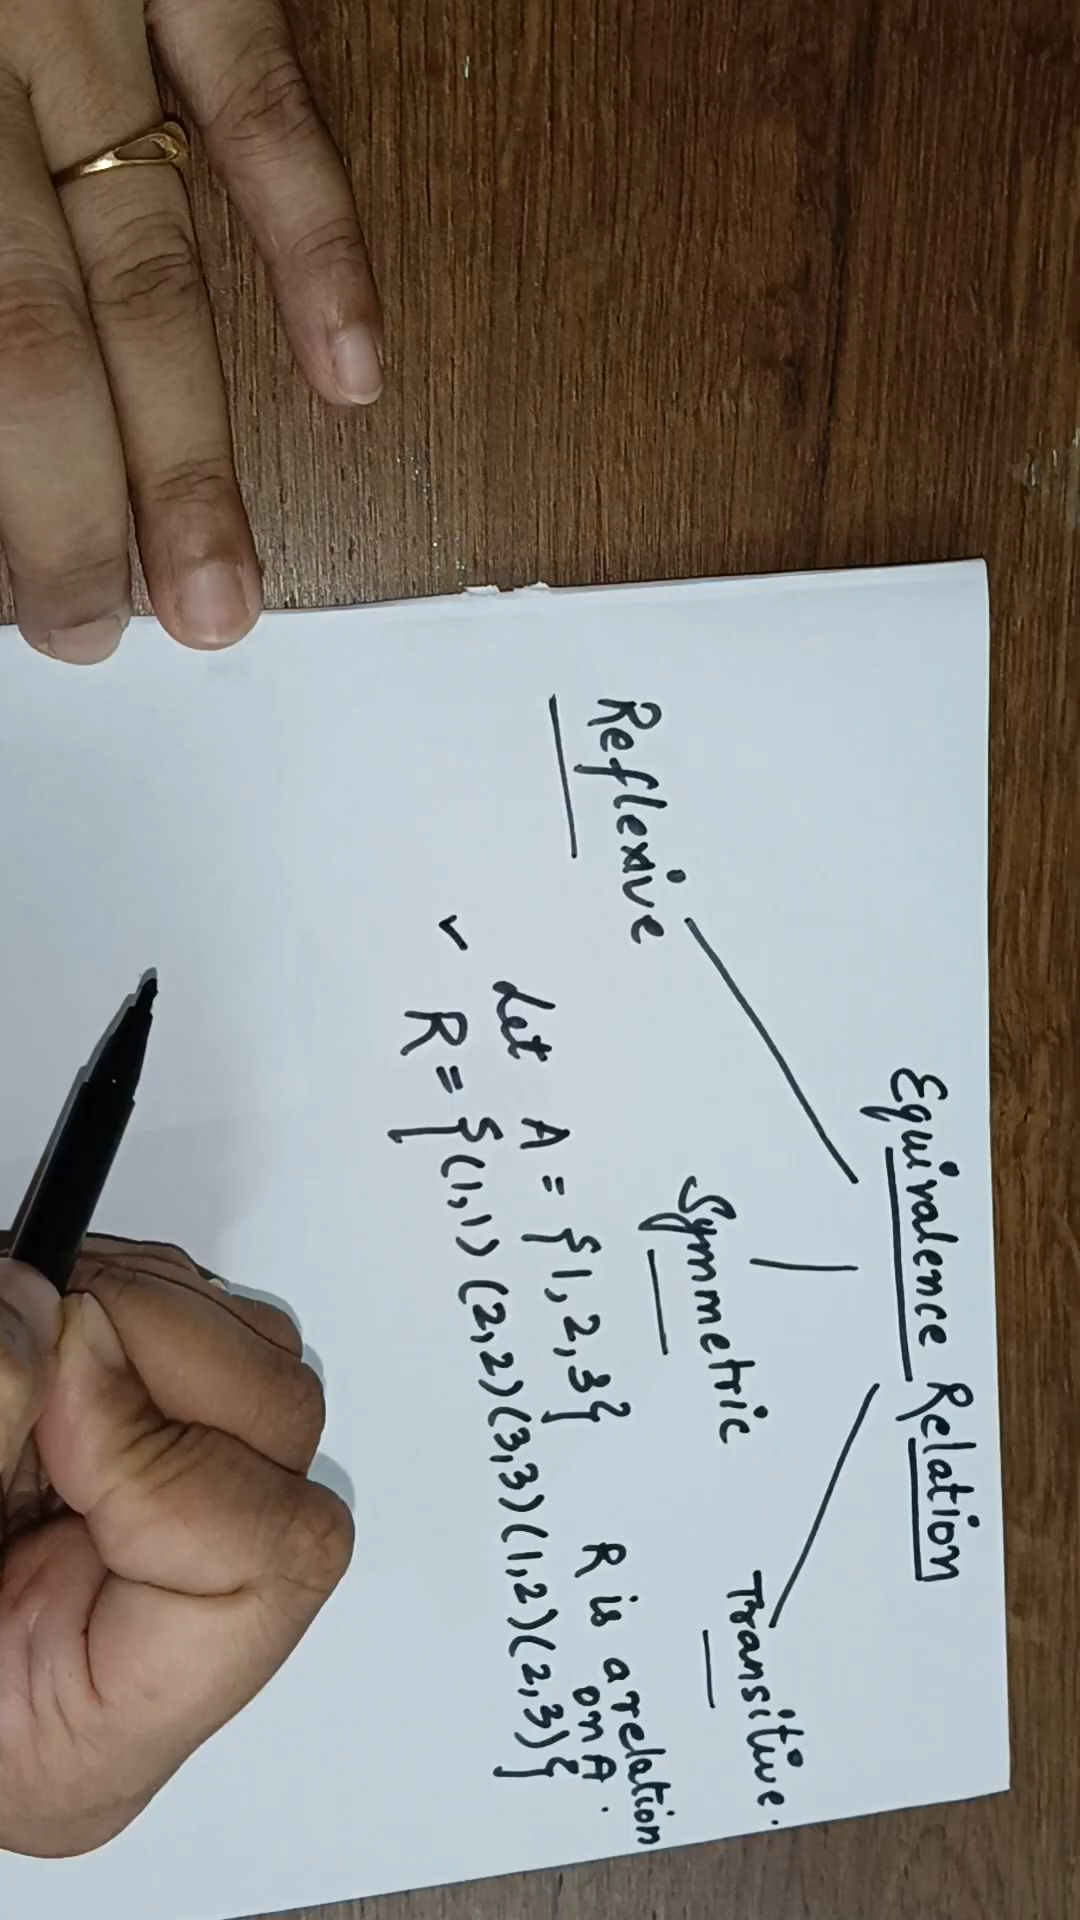 Equivalence Relation
Reflexive Symmetric Transitive.
Let A = {1,2,3} R is a relation
on A.
R = {(1,1) (2,2) (3,3) (1,2) (2,3)}